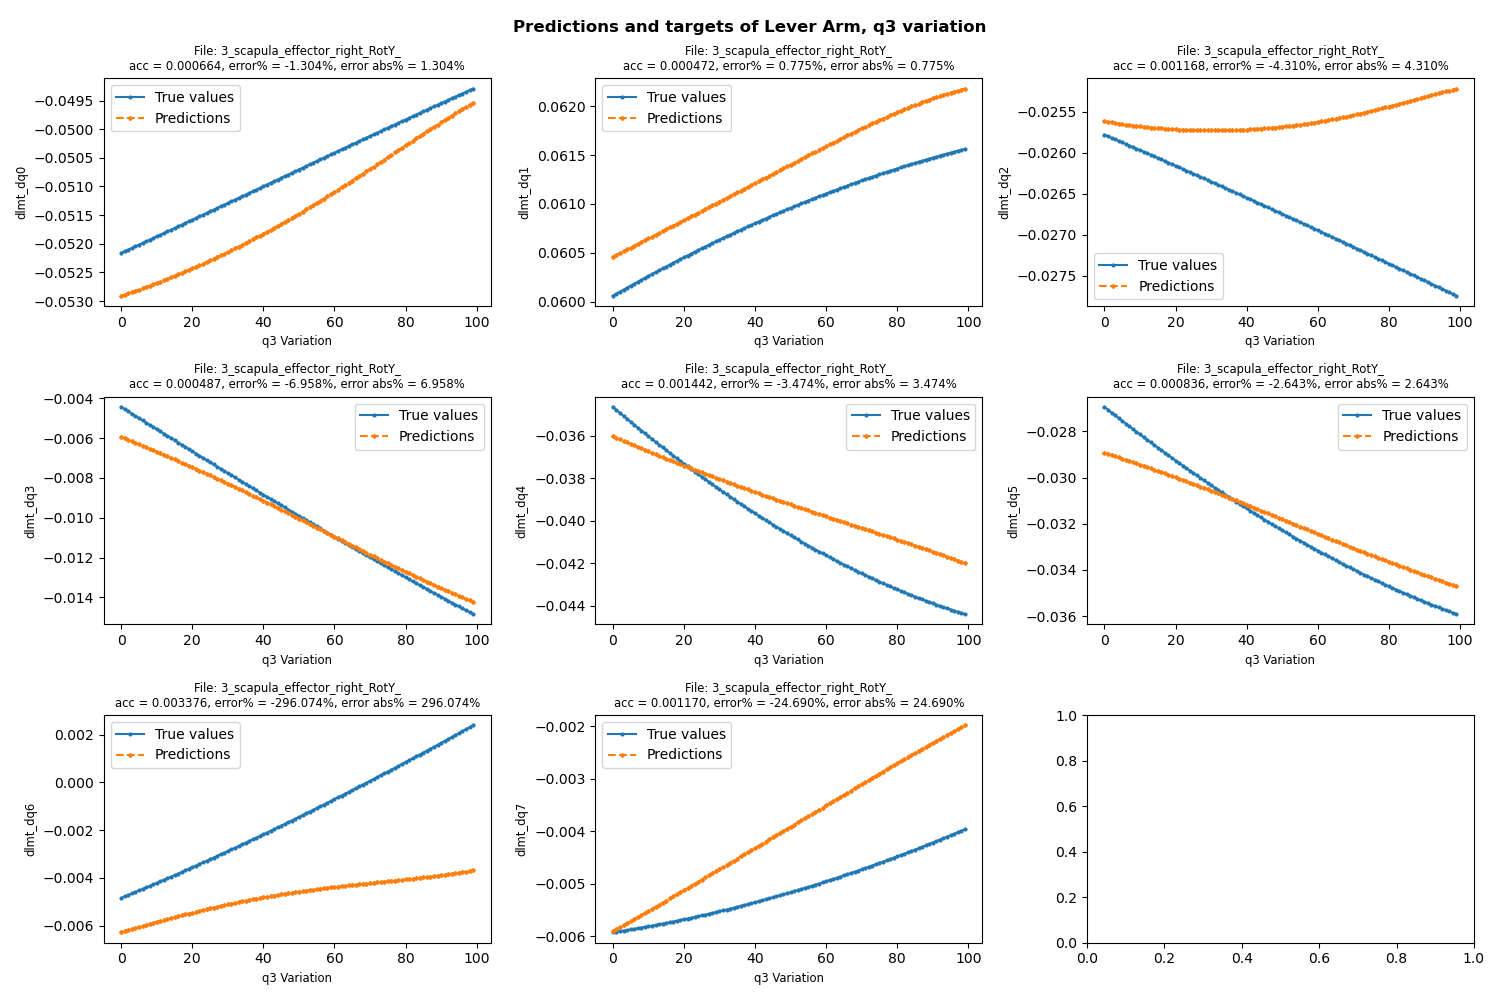 Predictions and targets of Lever Arm, q3 variation
File: 3_scapula_effector_right_RotY_
acc = 0.000664, error% = -1.304%, error abs% = 1.304%
True values
Predictions
dlmt_dq0
−0.0495
−0.0500
−0.0505
−0.0510
−0.0515
−0.0520
−0.0525
−0.0530
0 20 40 60 80 100
q3 Variation
File: 3_scapula_effector_right_RotY_
acc = 0.000472, error% = 0.775%, error abs% = 0.775%
True values
Predictions
dlmt_dq1
0.0620
0.0615
0.0610
0.0605
0.0600
0 20 40 60 80 100
q3 Variation
File: 3_scapula_effector_right_RotY_
acc = 0.001168, error% = -4.310%, error abs% = 4.310%
dlmt_dq2
−0.0255
−0.0260
−0.0265
−0.0270
−0.0275
True values
Predictions
0 20 40 60 80 100
q3 Variation
File: 3_scapula_effector_right_RotY_
acc = 0.000487, error% = -6.958%, error abs% = 6.958%
True values
Predictions
dlmt_dq3
−0.004
−0.006
−0.008
−0.010
−0.012
−0.014
0 20 40 60 80 100
q3 Variation
File: 3_scapula_effector_right_RotY_
acc = 0.001442, error% = -3.474%, error abs% = 3.474%
True values
Predictions
dlmt_dq4
−0.036
−0.038
−0.040
−0.042
−0.044
0 20 40 60 80 100
q3 Variation
File: 3_scapula_effector_right_RotY_
acc = 0.000836, error% = -2.643%, error abs% = 2.643%
True values
Predictions
dlmt_dq5
−0.028
−0.030
−0.032
−0.034
−0.036
0 20 40 60 80 100
q3 Variation
File: 3_scapula_effector_right_RotY_
acc = 0.003376, error% = -296.074%, error abs% = 296.074%
True values
Predictions
dlmt_dq6
0.002
0.000
−0.002
−0.004
−0.006
0 20 40 60 80 100
q3 Variation
File: 3_scapula_effector_right_RotY_
acc = 0.001170, error% = -24.690%, error abs% = 24.690%
True values
Predictions
dlmt_dq7
−0.002
−0.003
−0.004
−0.005
−0.006
0 20 40 60 80 100
q3 Variation
1.0
0.8
0.6
0.4
0.2
0.0
0.0 0.2 0.4 0.6 0.8 1.0